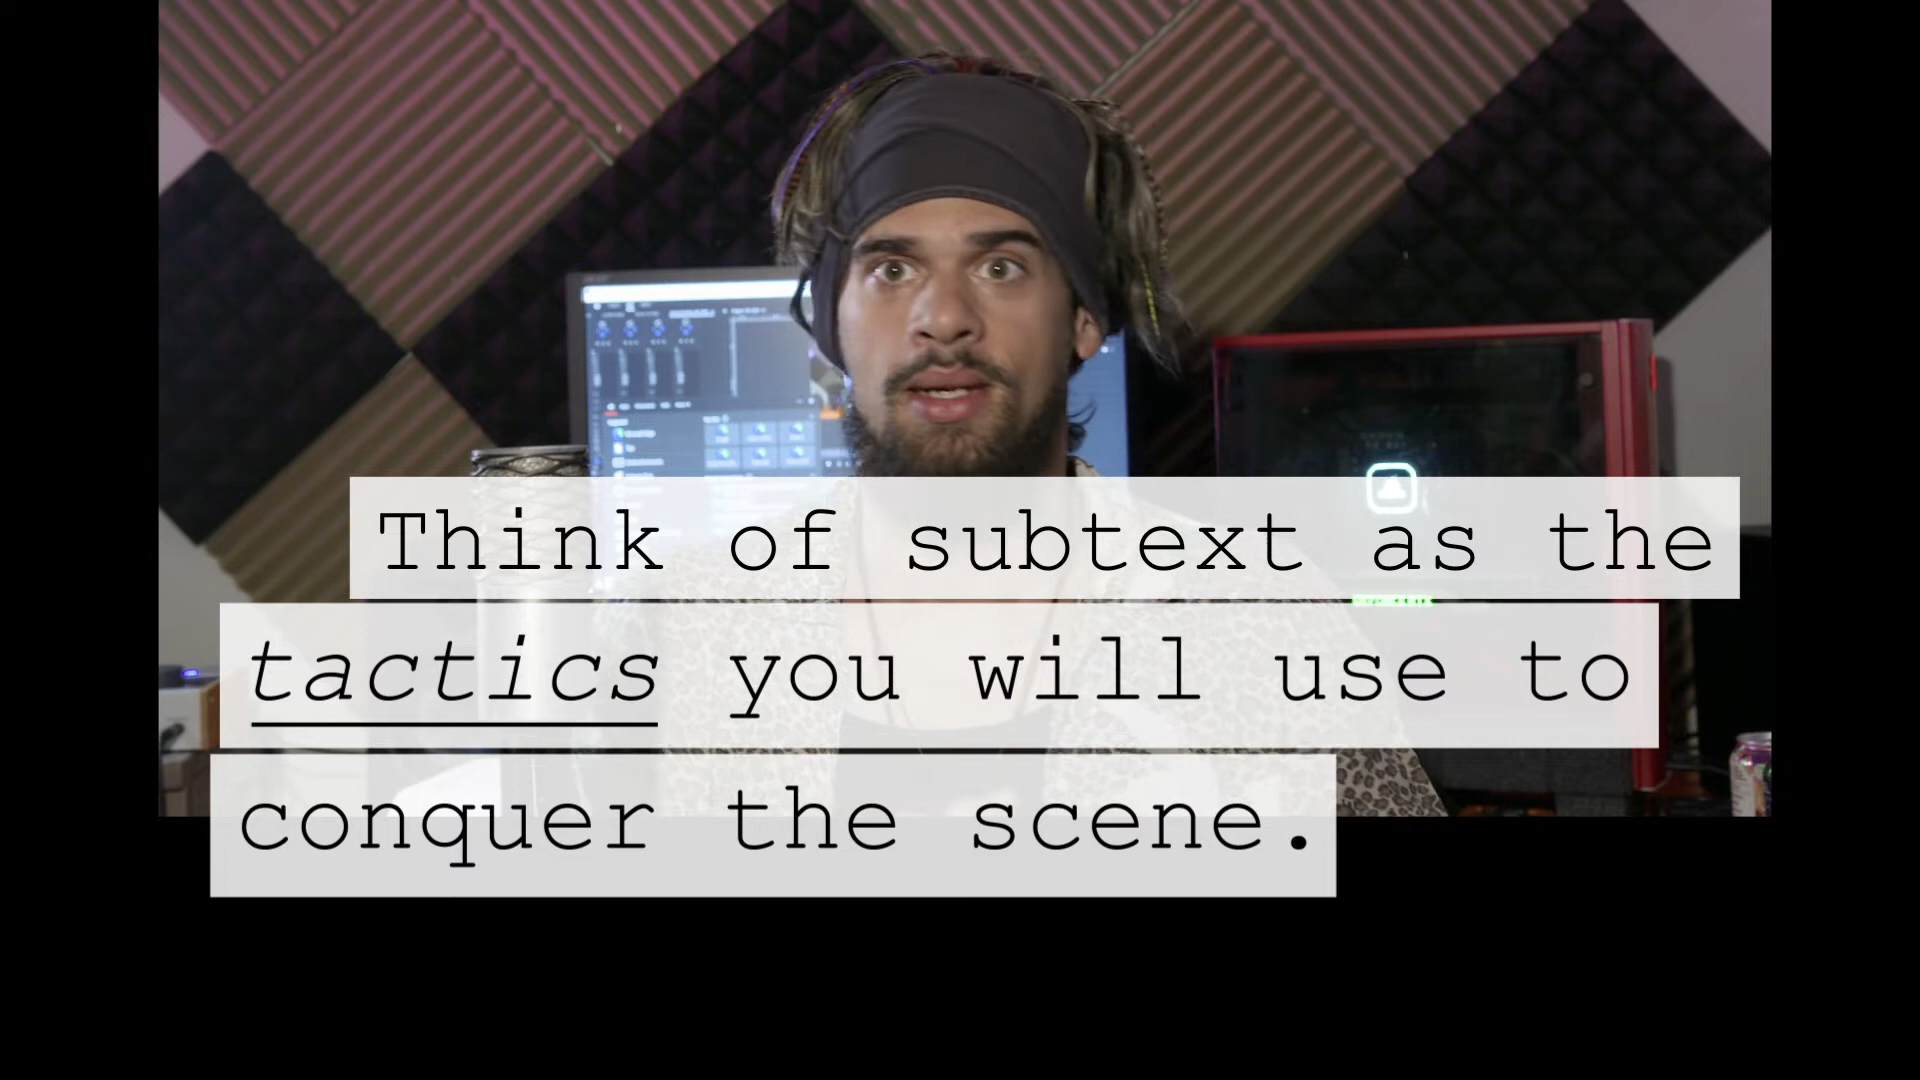 Think of subtext as the
tactics you will use to
conquer the scene.